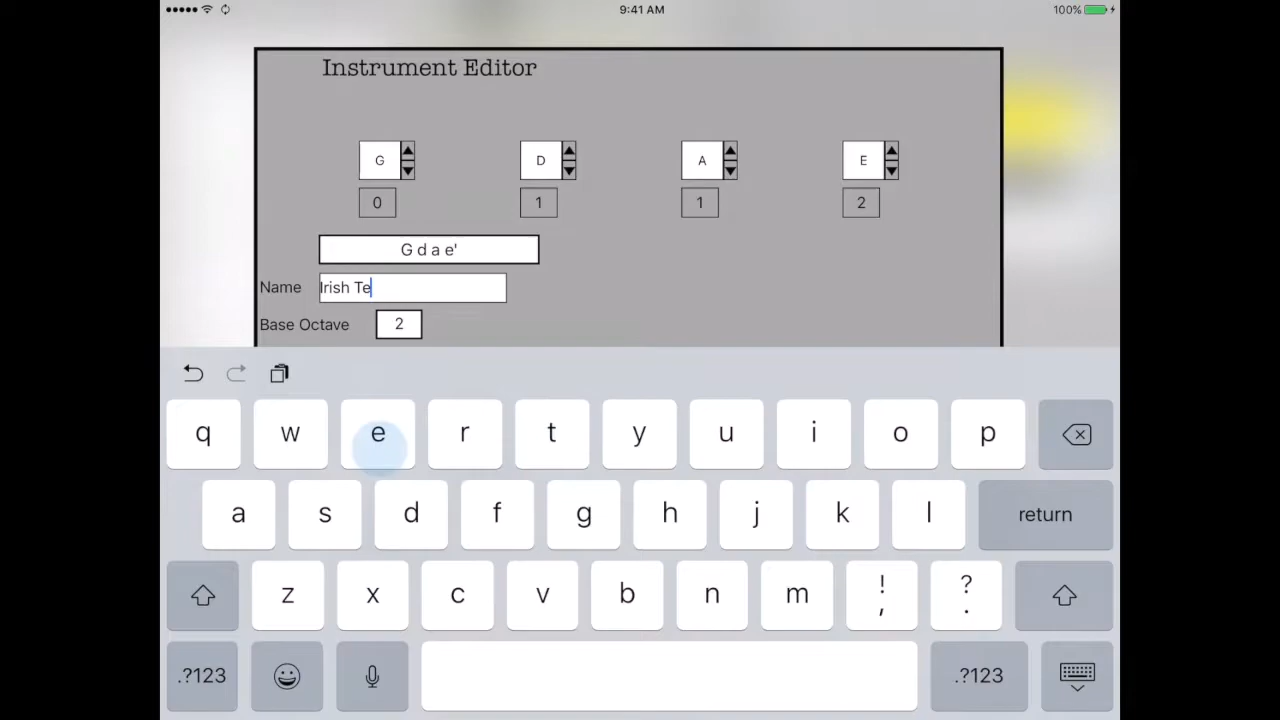 9:41 AM
100%
Instrument Editor
G D A E
0 1 1 2
G d a e'
Name Irish Te
Base Octave 2
q w e r t y u i o p
a s d f g h j k l return
z x c v b n m ! , ? .
.?123 .?123